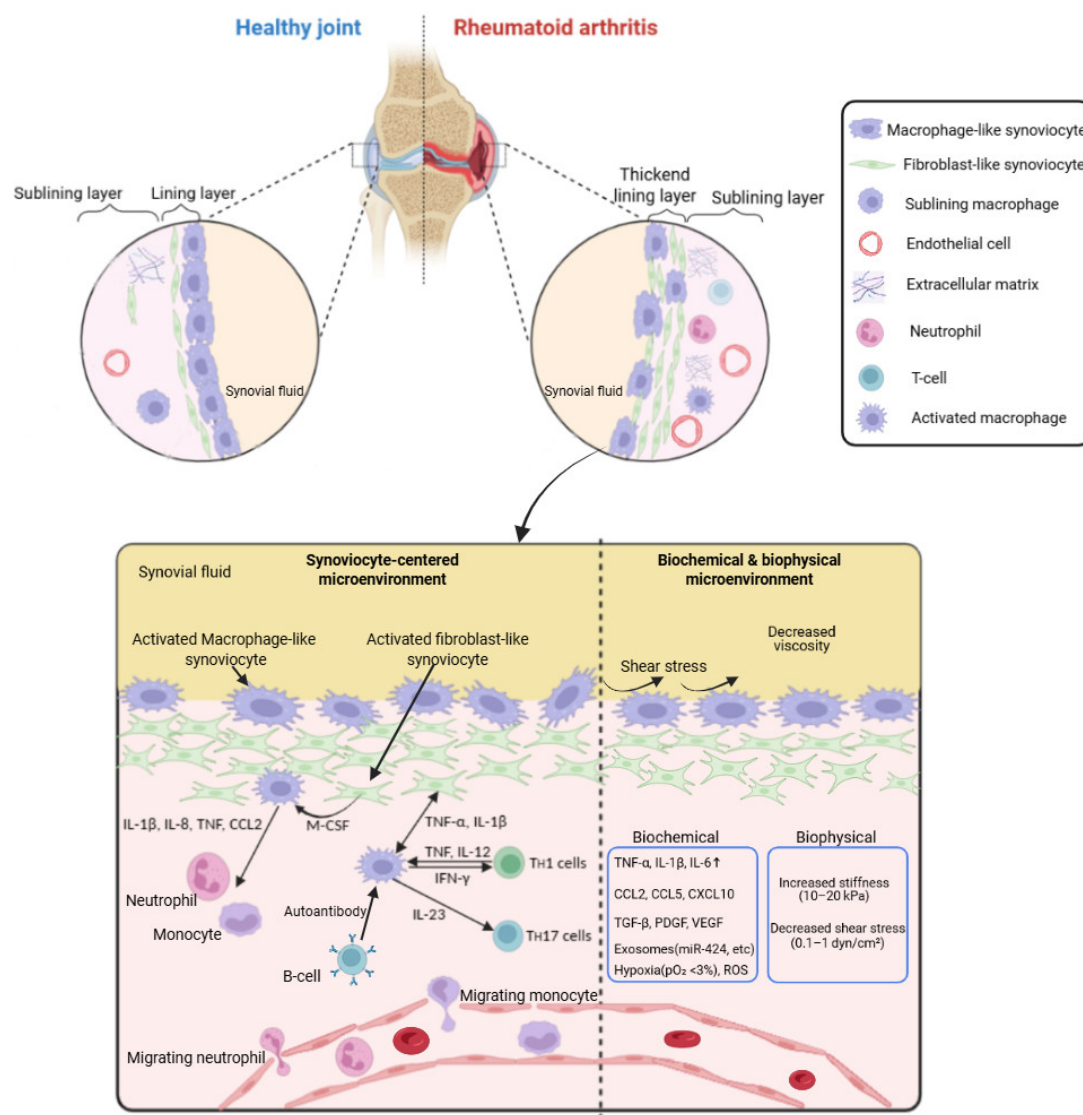 Healthy joint
Rheumatoid arthritis
Sublining layer
Lining layer
Synovial fluid
Thickend
lining layer
Sublining layer
Synovial fluid
Macrophage-like synoviocyte
Fibroblast-like synoviocyte
Sublining macrophage
Endothelial cell
Extracellular matrix
Neutrophil
T-cell
Activated macrophage
Synovial fluid
Synoviocyte-centered
microenvironment
Activated Macrophage-like
synoviocyte
Activated fibroblast-like
synoviocyte
IL-1β, IL-8, TNF, CCL2
M-CSF
TNF-α, IL-1β
TNF, IL-12
IFN-γ
TH1 cells
Neutrophil
Monocyte
Autoantibody
IL-23
TH17 cells
B-cell
Migrating monocyte
Migrating neutrophil
Biochemical & biophysical
microenvironment
Decreased
viscosity
Shear stress
Biochemical
TNF-α, IL-1β, IL-6↑
CCL2, CCL5, CXCL10
TGF-β, PDGF, VEGF
Exosomes(miR-424, etc)
Hypoxia(pO₂ <3%), ROS
Biophysical
Increased stiffness
(10–20 kPa)
Decreased shear stress
(0.1–1 dyn/cm²)